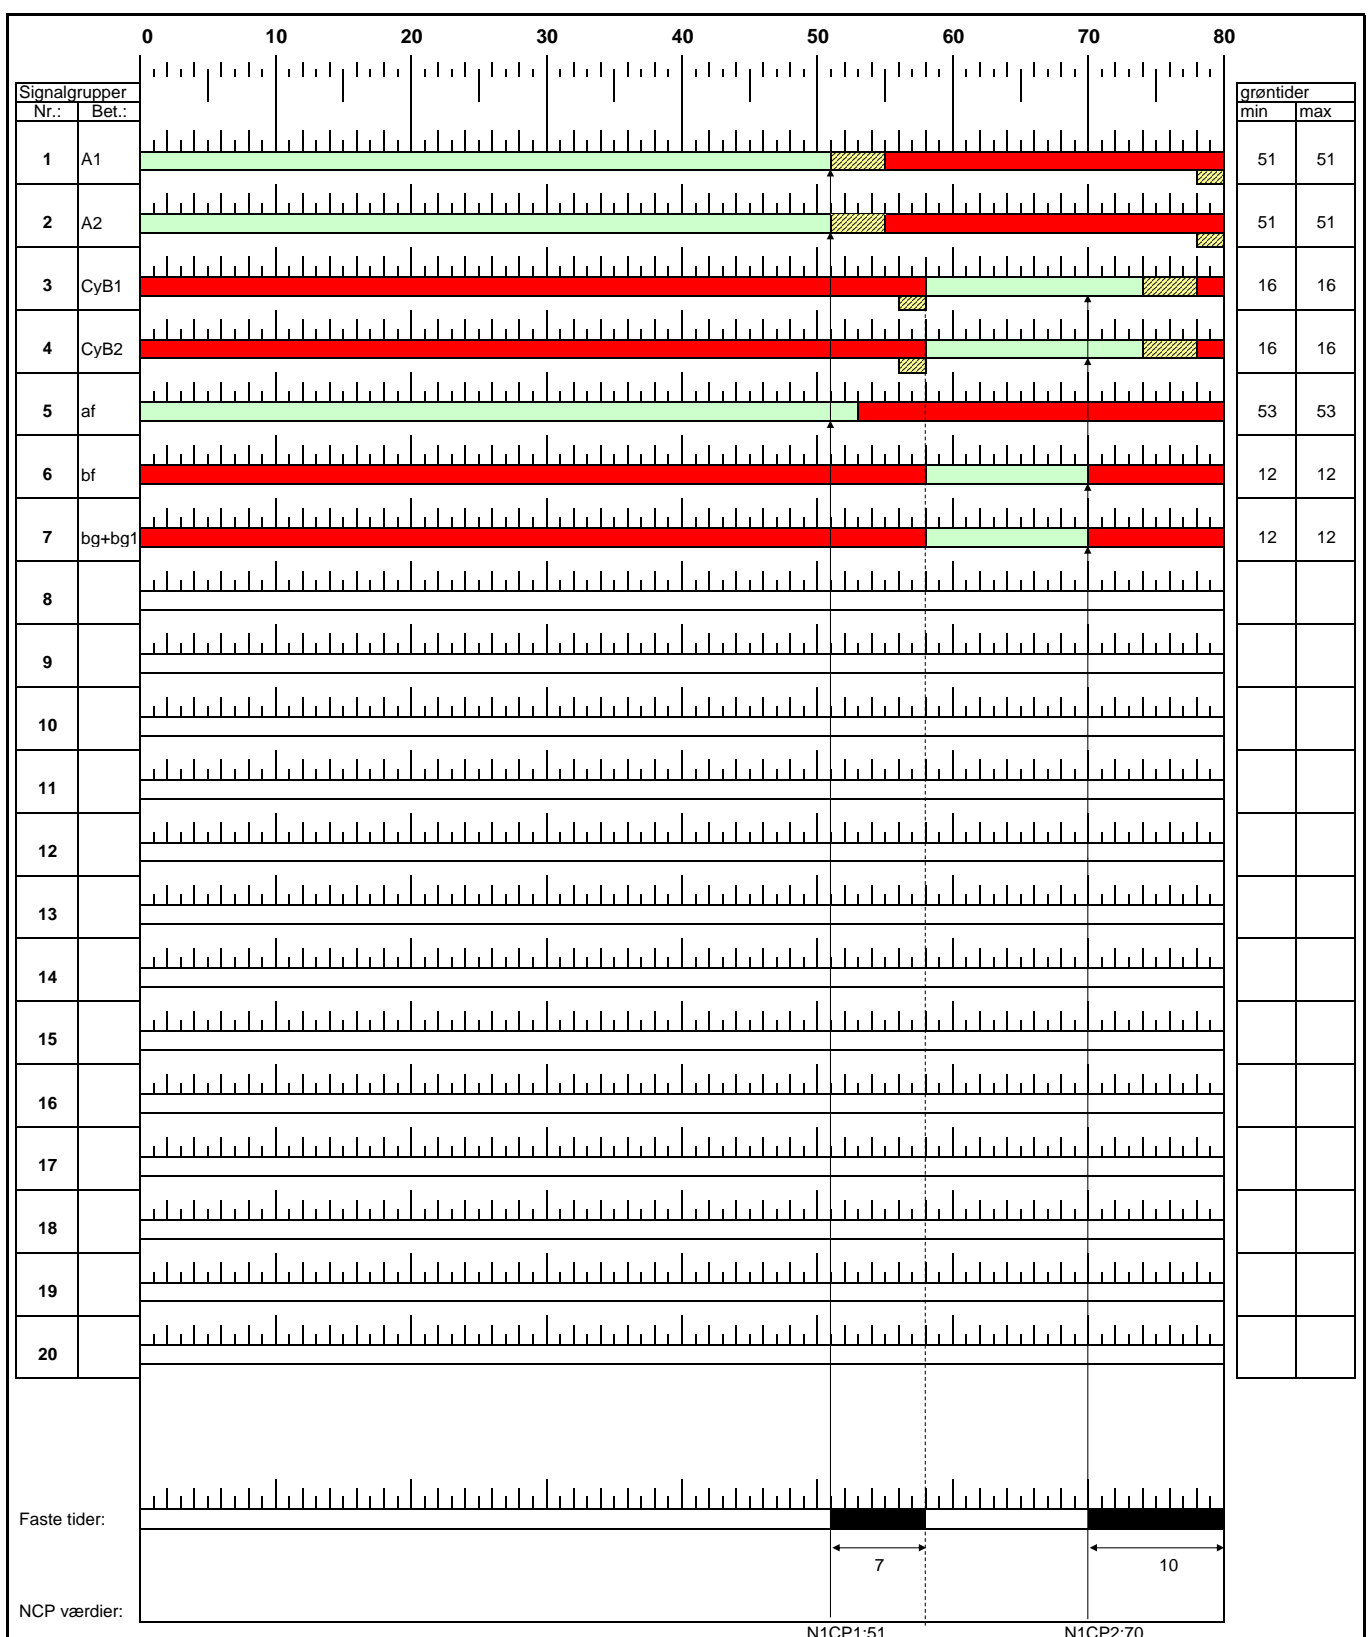 0 10 20 30 40 50 60 70 80
Signalgrupper grøntider
Nr.: Bet.: min max
1 A1 51 51
2 A2 51 51
3 CyB1 16 16
4 CyB2 16 16
5 af 53 53
6 bf 12 12
7 bg+bg1 12 12
8
9
10
11
12
13
14
15
16
17
18
19
20
Faste tider:
7 10
NCP værdier:
N1CP1:51 N1CP2:70